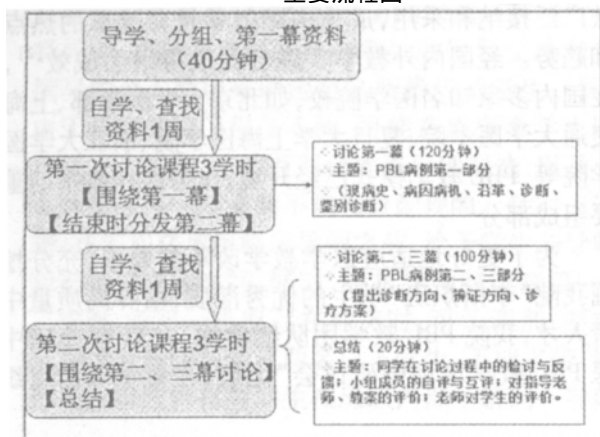 主要流程图
导学、分组、第一幕资料
(40分钟)
自学、查找
资料1周
第一次讨论课程3学时
【围绕第一幕】
【结束时分发第二幕】
讨论第一幕(120分钟)
主题:PBL病例第一部分
(现病史、病因病机、沿革、诊断、
鉴别诊断)
自学、查找
资料1周
讨论第二、三幕(100分钟)
主题:PBL病例第二、三部分
(提出诊断方向、辨证方向、诊
疗方案)
第二次讨论课程3学时
【围绕第二、三幕讨论】
【总结】
总结(20分钟)
主题:同学在讨论过程中的检讨与反
馈;小组成员的自评与互评;对指导老
师、教案的评价;老师对学生的评价。